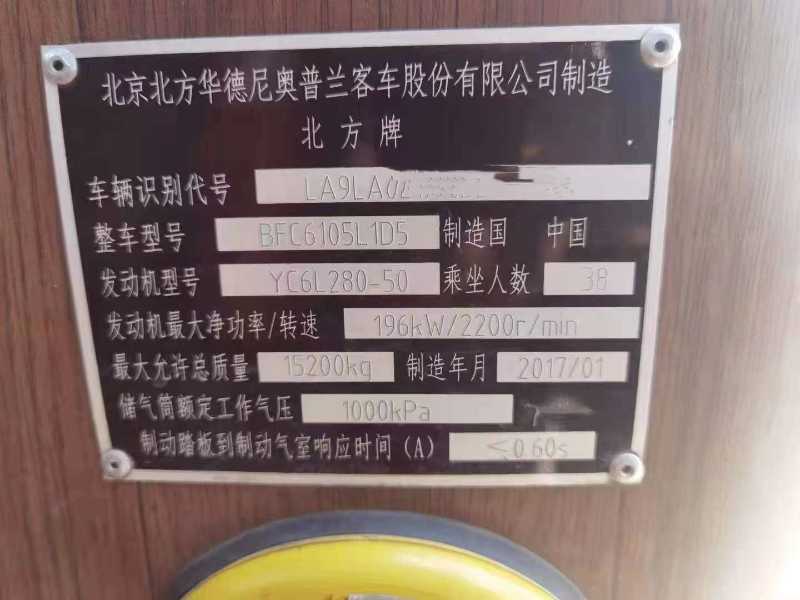 北京北方华德尼奥普兰客车股份有限公司制造
北方牌
车辆识别代号 LA9LA0
整车型号 BFC6105L1D5 制造国 中国
发动机型号 YC6L280-50 乘坐人数 38
发动机最大净功率/转速 196kW/2200r/min
最大允许总质量 15200kg 制造年月 2017/01
储气筒额定工作气压 1000kPa
制动踏板到制动气室响应时间(A) ≤0.60s